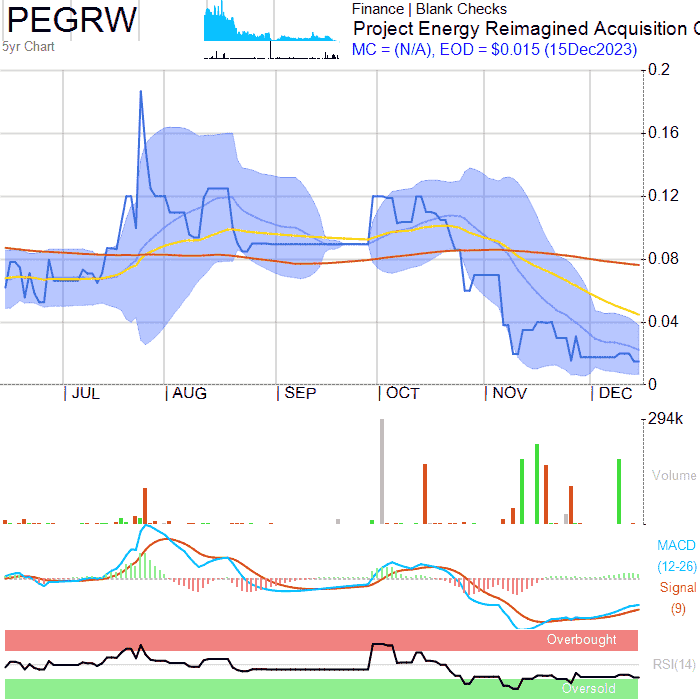 PEGRW
5yr Chart
Finance | Blank Checks
Project Energy Reimagined Acquisition C
MC = (N/A), EOD = $0.015 (15Dec2023)
0.2
0.16
0.12
0.08
0.04
0
JUL
AUG
SEP
OCT
NOV
DEC
294k
Volume
MACD
(12-26)
Signal
(9)
Overbought
RSI(14)
Oversold